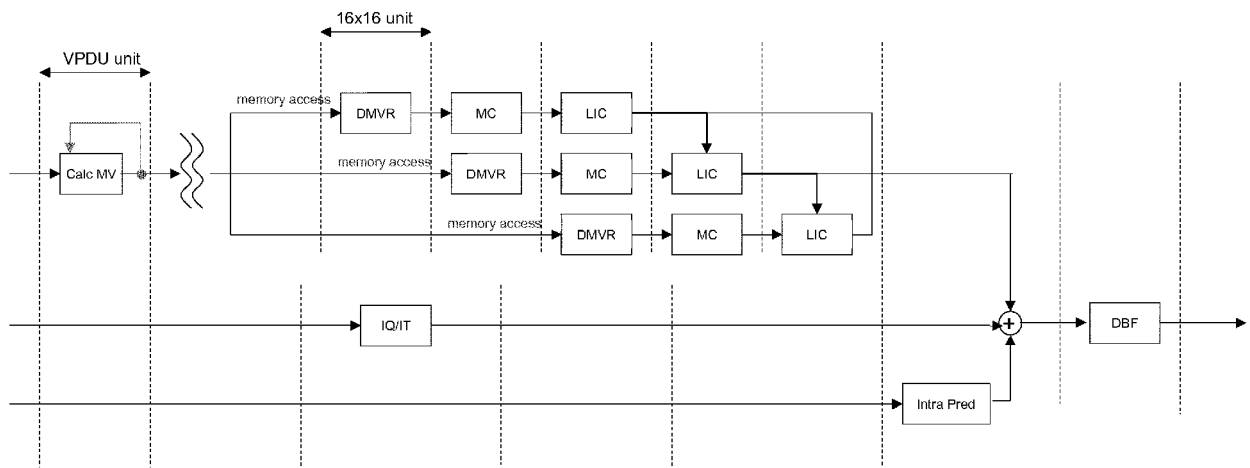 16x16 unit
VPDU unit
memory access
DMVR
MC
LIC
Calc MV
memory access
DMVR
MC
LIC
memory access
DMVR
MC
LIC
IQ/IT
+
DBF
Intra Pred